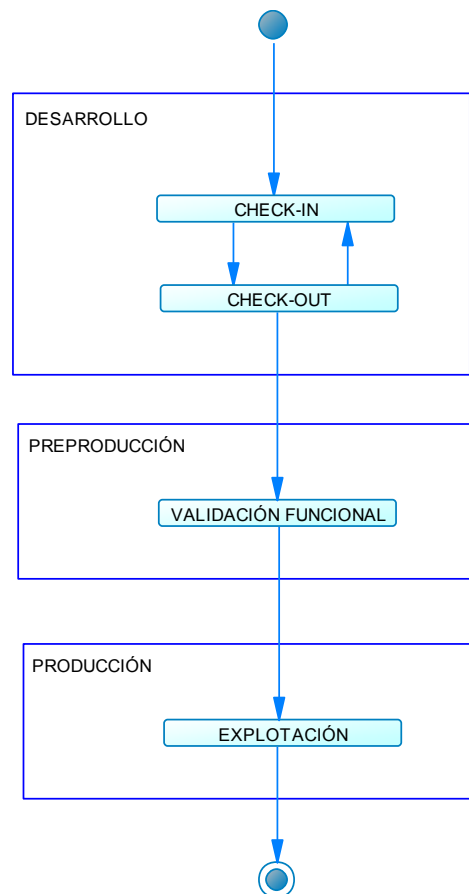 DESARROLLO
CHECK-IN
CHECK-OUT
PREPRODUCCIÓN
VALIDACIÓN FUNCIONAL
PRODUCCIÓN
EXPLOTACIÓN